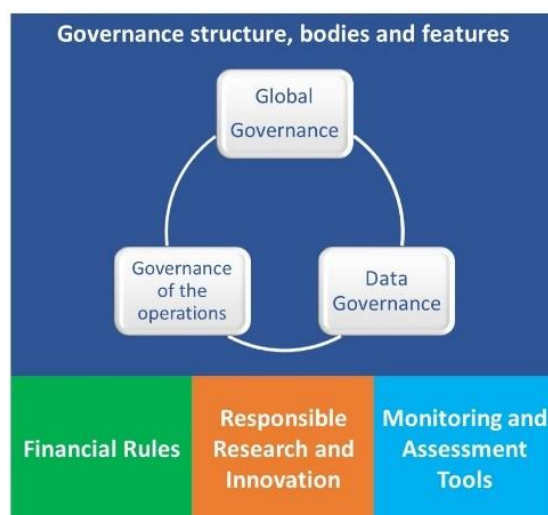 Governance structure, bodies and features
Global
Governance
Governance
of the
operations
Data
Governance
Financial Rules
Responsible
Research and
Innovation
Monitoring and
Assessment
Tools